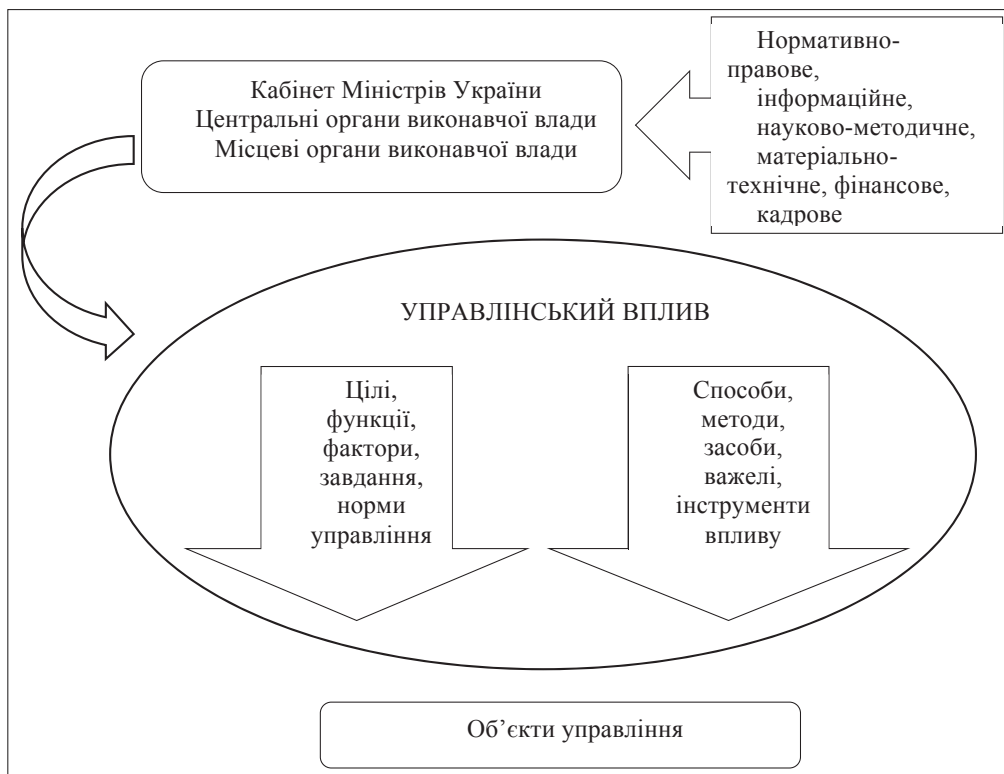 Кабінет Міністрів України
Центральні органи виконавчої влади
Місцеві органи виконавчої влади
Нормативно-
правове,
інформаційне,
науково-методичне,
матеріально-
технічне, фінансове,
кадрове
УПРАВЛІНСЬКИЙ ВПЛИВ
Цілі,
функції,
фактори,
завдання,
норми
управління
Способи,
методи,
засоби,
важелі,
інструменти
впливу
Об’єкти управління